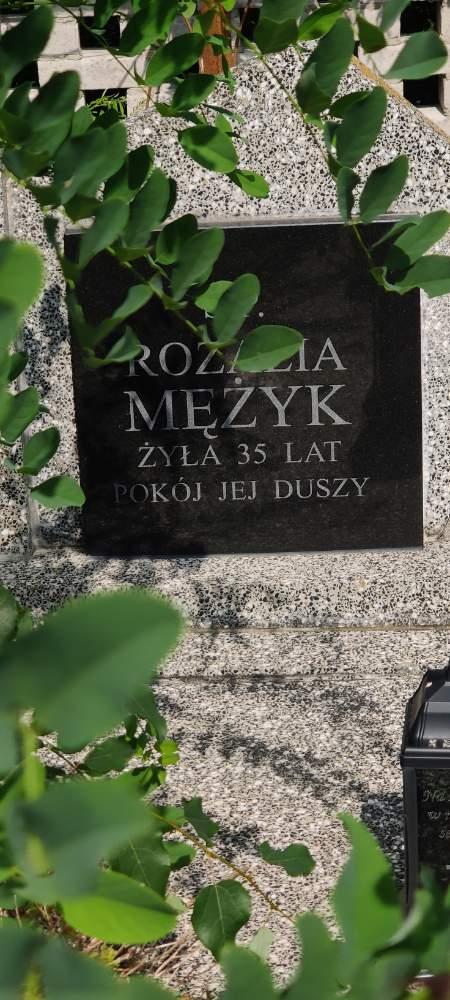 ROZALIA
MĘŻYK
ŻYŁA 35 LAT
POKÓJ JEJ DUSZY